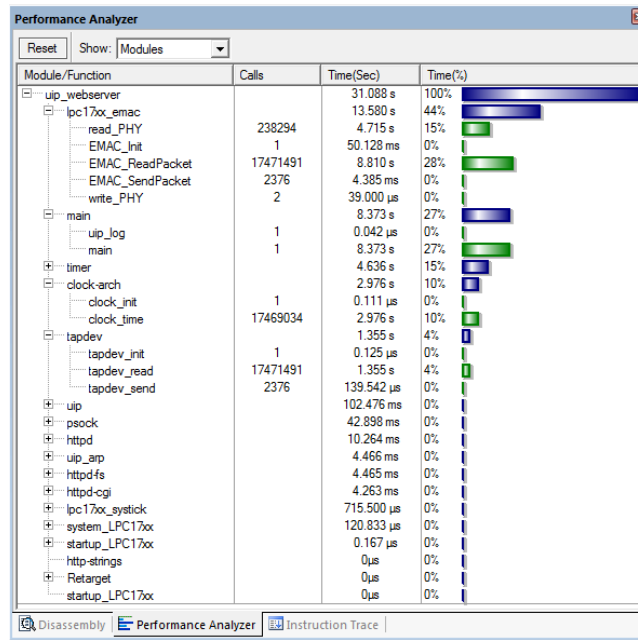 Performance Analyzer
Reset Show: Modules
Module/Function Calls Time(Sec) Time(%)
uip_webserver 31.088 s 100%
lpc17xx_emac 13.580 s 44%
read_PHY 238294 4.715 s 15%
EMAC_Init 1 50.128 ms 0%
EMAC_ReadPacket 17471491 8.810 s 28%
EMAC_SendPacket 2376 4.385 ms 0%
write_PHY 2 39.000 µs 0%
main 8.373 s 27%
uip_log 1 0.042 µs 0%
main 1 8.373 s 27%
timer 4.636 s 15%
clock-arch 2.976 s 10%
clock_init 1 0.111 µs 0%
clock_time 17469034 2.976 s 10%
tapdev 1.355 s 4%
tapdev_init 1 0.125 µs 0%
tapdev_read 17471491 1.355 s 4%
tapdev_send 2376 139.542 µs 0%
uip 102.476 ms 0%
psock 42.898 ms 0%
httpd 10.264 ms 0%
uip_arp 4.466 ms 0%
httpd-fs 4.465 ms 0%
httpd-cgi 4.263 ms 0%
lpc17xx_systick 715.500 µs 0%
system_LPC17xx 120.833 µs 0%
startup_LPC17xx 0.167 µs 0%
http-strings 0µs 0%
Retarget 0µs 0%
startup_LPC17xx 0µs 0%
Disassembly Performance Analyzer Instruction Trace